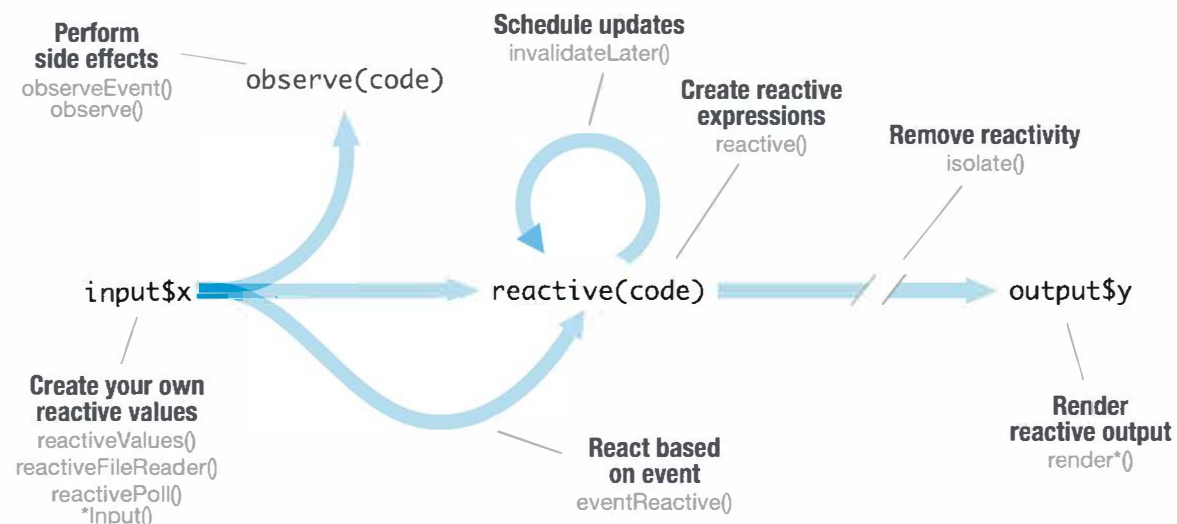 Perform
side effects
observeEvent()
observe()
observe(code)
Schedule updates
invalidateLater()
Create reactive
expressions
reactive()
Remove reactivity
isolate()
input$x
reactive(code)
output$y
Create your own
reactive values
reactiveValues()
reactiveFileReader()
reactivePoll()
*Input()
React based
on event
eventReactive()
Render
reactive output
render*()